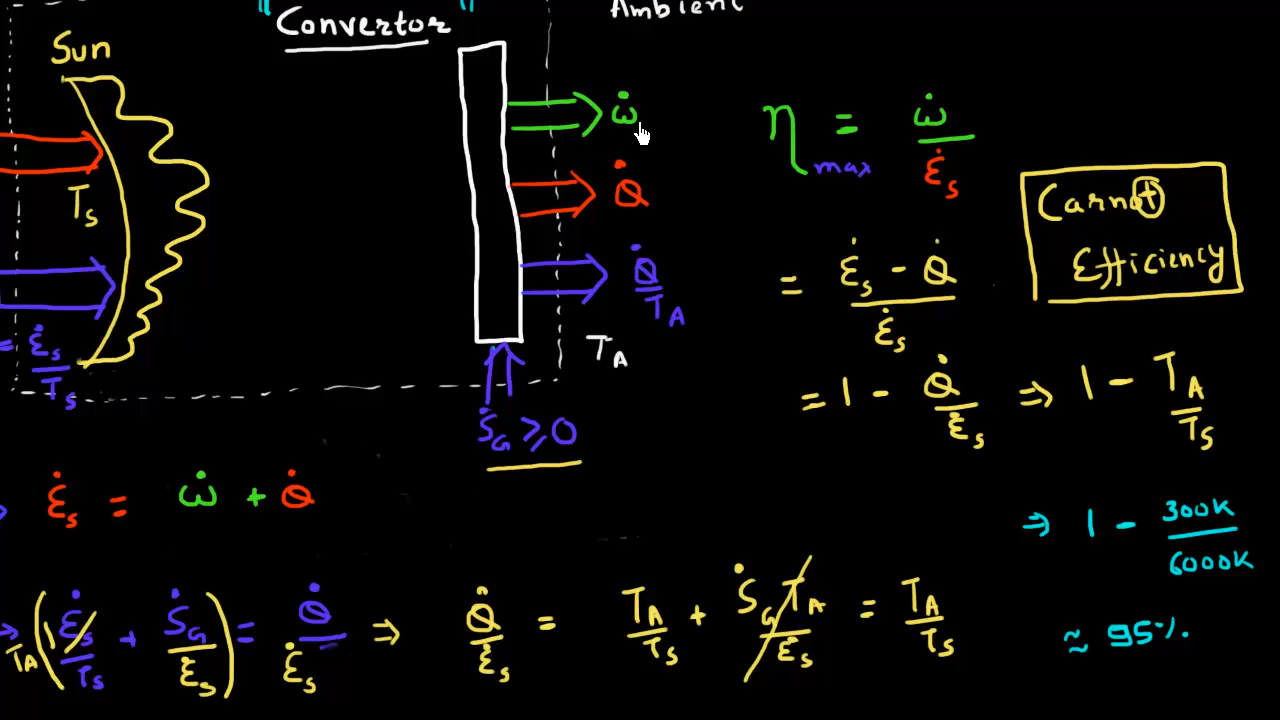 " Convertor "
Ambient
Sun
T_S
= Ė_S / T_S
Ẇ
Q̇
Q̇ / T_A
T_A
Ṡ_G ≥ 0
η_max = Ẇ / Ė_S
= (Ė_S - Q̇) / Ė_S
= 1 - Q̇ / Ė_S ⇒ 1 - T_A / T_S
Carnot
Efficiency
⇒ 1 - 300K / 6000K
≈ 95%
Ė_S = Ẇ + Q̇
⇒ T_A ( 1 Ė_S / T_S + Ṡ_G / Ė_S ) = Q̇ / Ė_S ⇒ Q̇ / Ė_S = T_A / T_S + Ṡ_G T_A / Ė_S = T_A / T_S